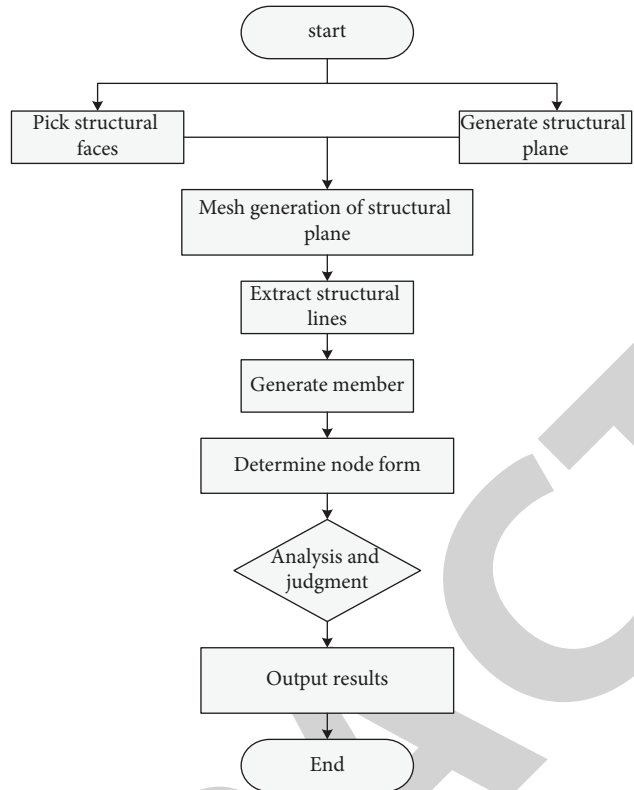 start
Pick structural
faces
Generate structural
plane
Mesh generation of structural
plane
Extract structural
lines
Generate member
Determine node form
Analysis and
judgment
Output results
End